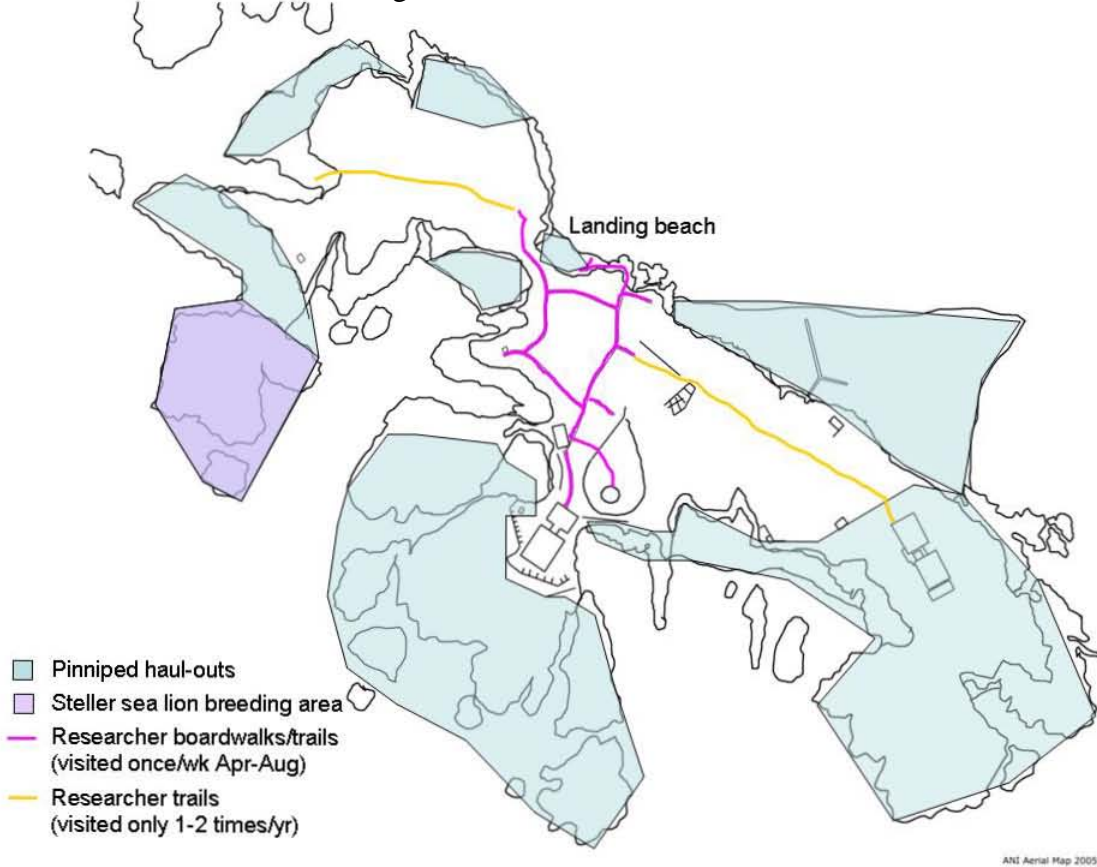 Landing beach
Pinniped haul-outs
Steller sea lion breeding area
Researcher boardwalks/trails
(visited once/wk Apr-Aug)
Researcher trails
(visited only 1-2 times/yr)
ANI Aerial Map 2005